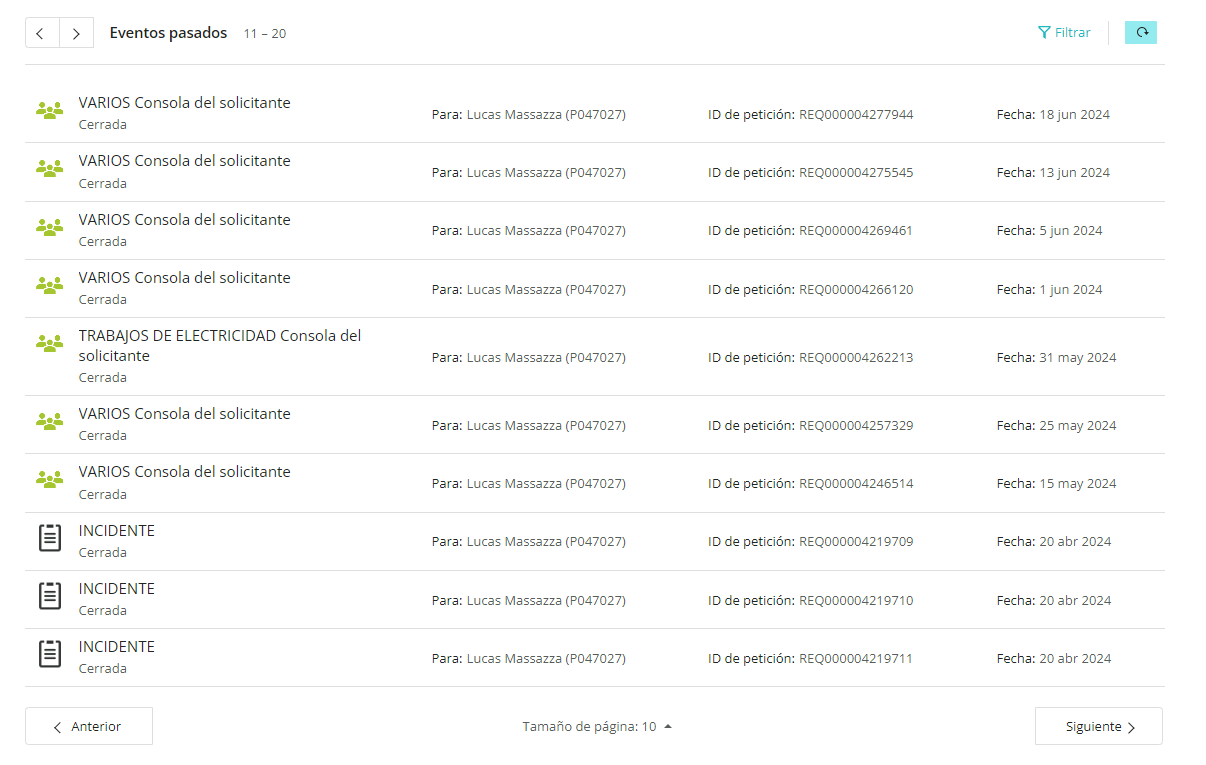 Eventos pasados 11 – 20 Filtrar
VARIOS Consola del solicitante
Cerrada
Para: Lucas Massazza (P047027) ID de petición: REQ000004277944 Fecha: 18 jun 2024
VARIOS Consola del solicitante
Cerrada
Para: Lucas Massazza (P047027) ID de petición: REQ000004275545 Fecha: 13 jun 2024
VARIOS Consola del solicitante
Cerrada
Para: Lucas Massazza (P047027) ID de petición: REQ000004269461 Fecha: 5 jun 2024
VARIOS Consola del solicitante
Cerrada
Para: Lucas Massazza (P047027) ID de petición: REQ000004266120 Fecha: 1 jun 2024
TRABAJOS DE ELECTRICIDAD Consola del
solicitante
Cerrada
Para: Lucas Massazza (P047027) ID de petición: REQ000004262213 Fecha: 31 may 2024
VARIOS Consola del solicitante
Cerrada
Para: Lucas Massazza (P047027) ID de petición: REQ000004257329 Fecha: 25 may 2024
VARIOS Consola del solicitante
Cerrada
Para: Lucas Massazza (P047027) ID de petición: REQ000004246514 Fecha: 15 may 2024
INCIDENTE
Cerrada
Para: Lucas Massazza (P047027) ID de petición: REQ000004219709 Fecha: 20 abr 2024
INCIDENTE
Cerrada
Para: Lucas Massazza (P047027) ID de petición: REQ000004219710 Fecha: 20 abr 2024
INCIDENTE
Cerrada
Para: Lucas Massazza (P047027) ID de petición: REQ000004219711 Fecha: 20 abr 2024
Anterior Tamaño de página: 10 Siguiente